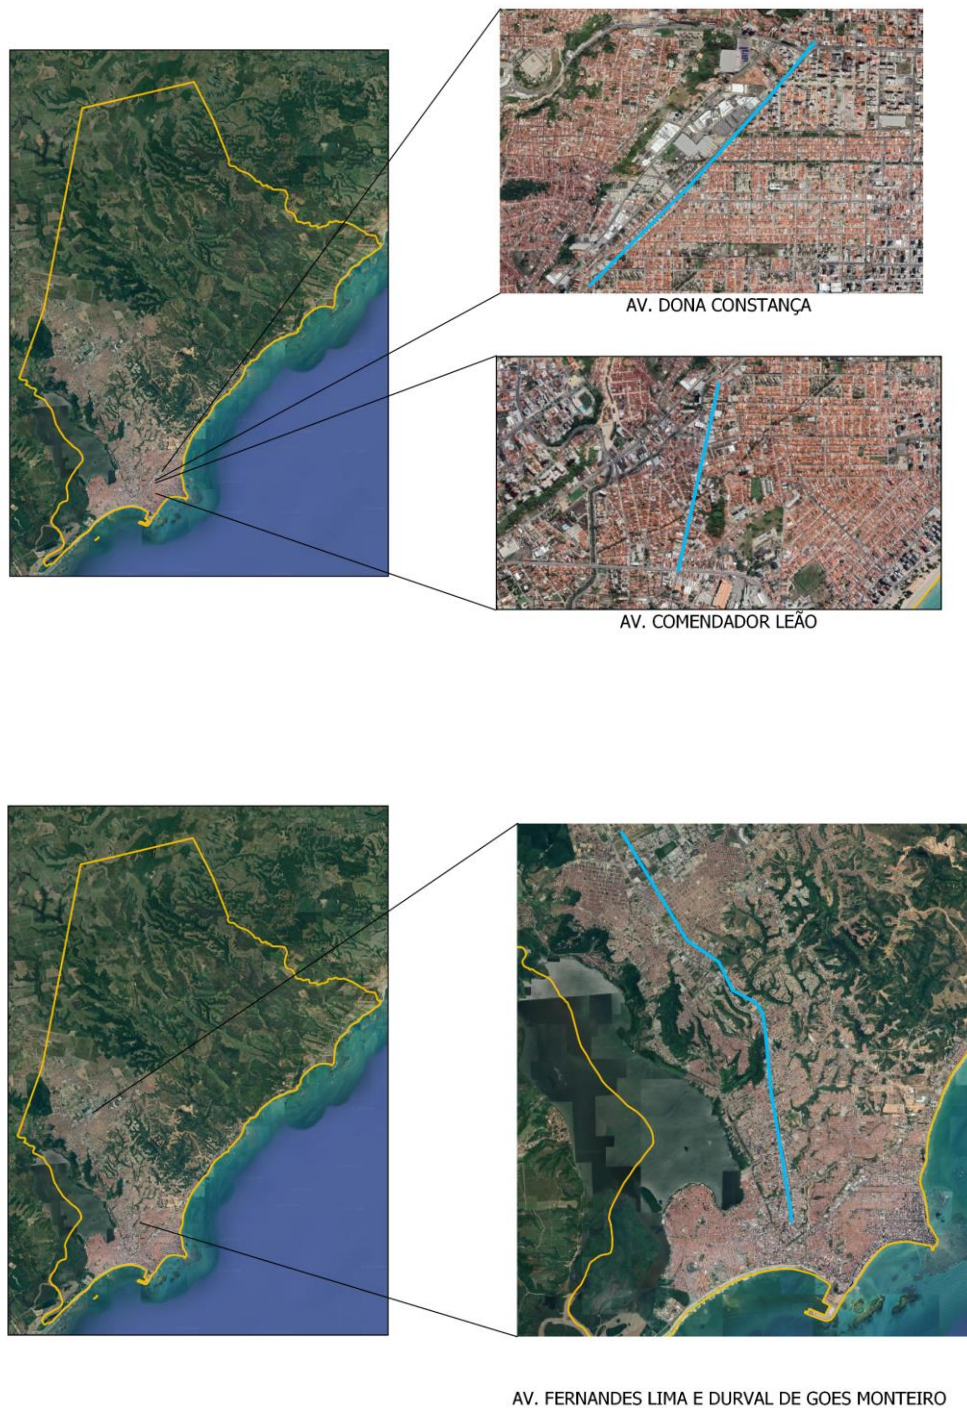 AV. DONA CONSTANÇA
AV. COMENDADOR LEÃO
AV. FERNANDES LIMA E DURVAL DE GOES MONTEIRO